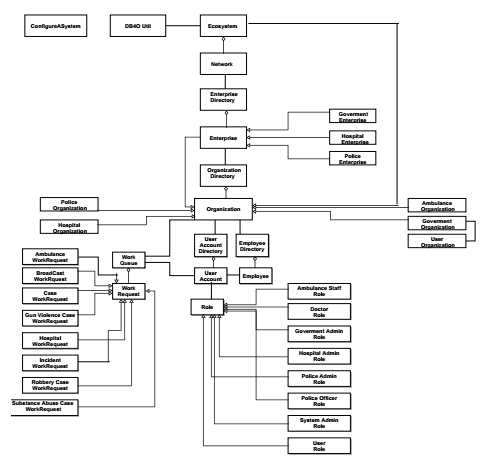 ConfigureASystem
DB4O Util
Ecosystem
Network
Enterprise
Directory
Goverment
Enterprise
Enterprise
Hospital
Enterprise
Police
Enterprise
Organization
Directory
Police
Organization
Organization
Ambulance
Organization
Hospital
Organization
Goverment
Organization
User
Organization
User
Account
Directory
Employee
Directory
Ambulance
WorkRequest
Work
Queue
BroadCast
WorkRquest
User
Account
Employee
Case
WorkRequest
Work
Request
Ambulance Staff
Role
Gun Violence Case
WorkRequest
Role
Doctor
Role
Hospital
WorkRequest
Goverment Admin
Role
Incident
WorkRequest
Hospital Admin
Role
Robbery Case
WorkRequest
Police Admin
Role
Substance Abuse Case
WorkRequest
Police Officer
Role
System Admin
Role
User
Role